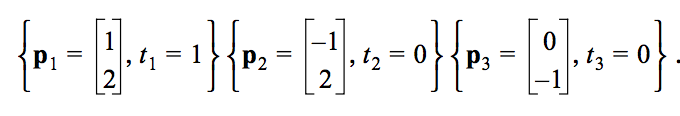 {p₁ = [1 2], t₁ = 1} {p₂ = [−1 2], t₂ = 0} {p₃ = [0 −1], t₃ = 0} .